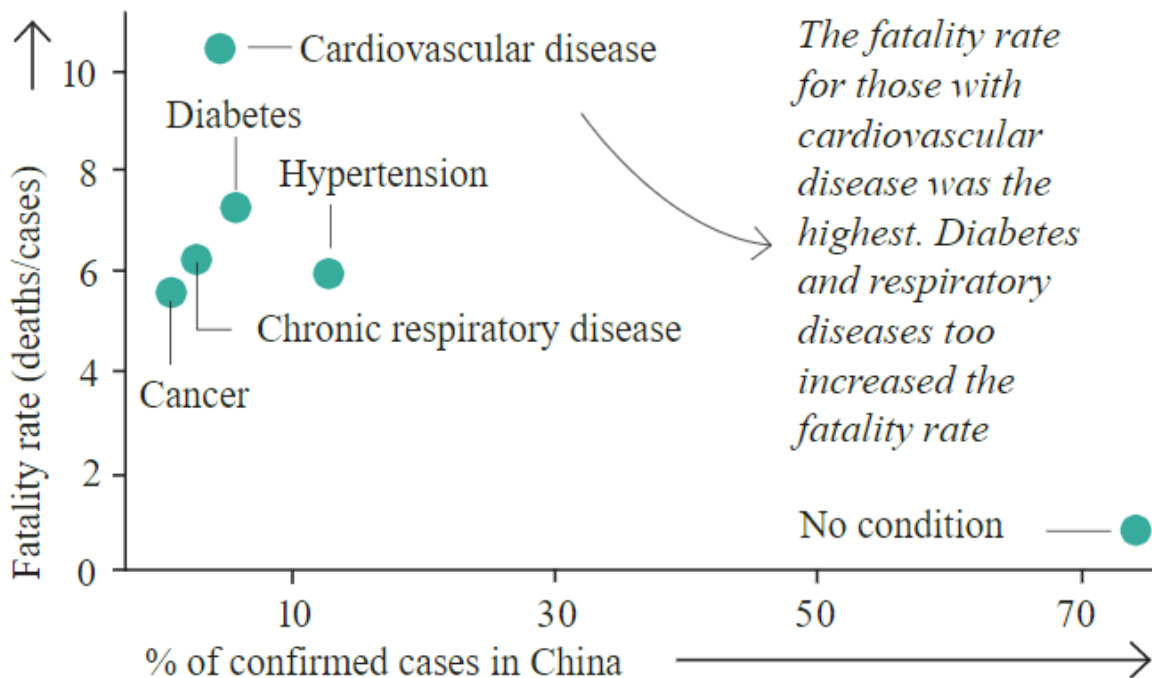 Fatality rate (deaths/cases)
10
8
6
4
2
0
Cardiovascular disease
Diabetes
Hypertension
Chronic respiratory disease
Cancer
The fatality rate
for those with
cardiovascular
disease was the
highest. Diabetes
and respiratory
diseases too
increased the
fatality rate
No condition
10
30
50
70
% of confirmed cases in China